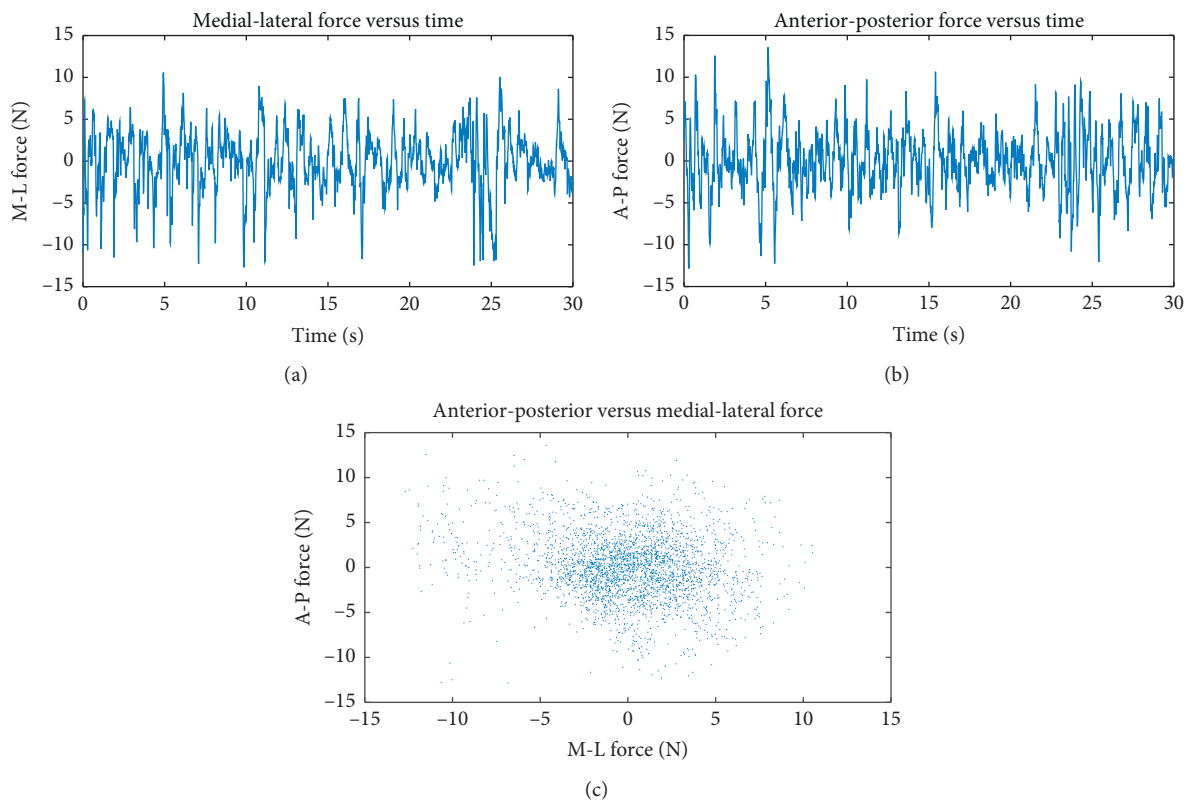 Medial-lateral force versus time
M-L force (N)
15
10
5
0
−5
−10
−15
0 5 10 15 20 25 30
Time (s)
(a)
Anterior-posterior force versus time
A-P force (N)
15
10
5
0
−5
−10
−15
0 5 10 15 20 25 30
Time (s)
(b)
Anterior-posterior versus medial-lateral force
A-P force (N)
15
10
5
0
−5
−10
−15
−15 −10 −5 0 5 10 15
M-L force (N)
(c)